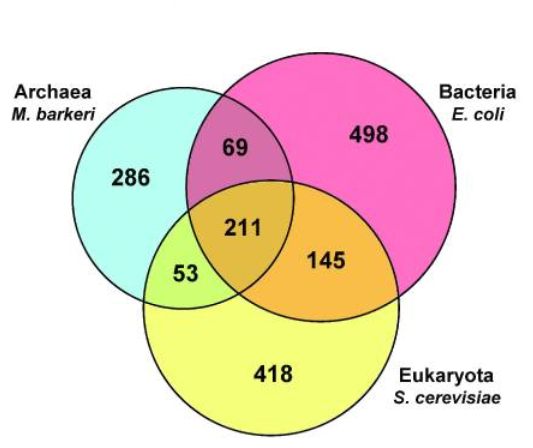 Archaea
M. barkeri
Bacteria
E. coli
69
498
286
211
145
53
418
Eukaryota
S. cerevisiae